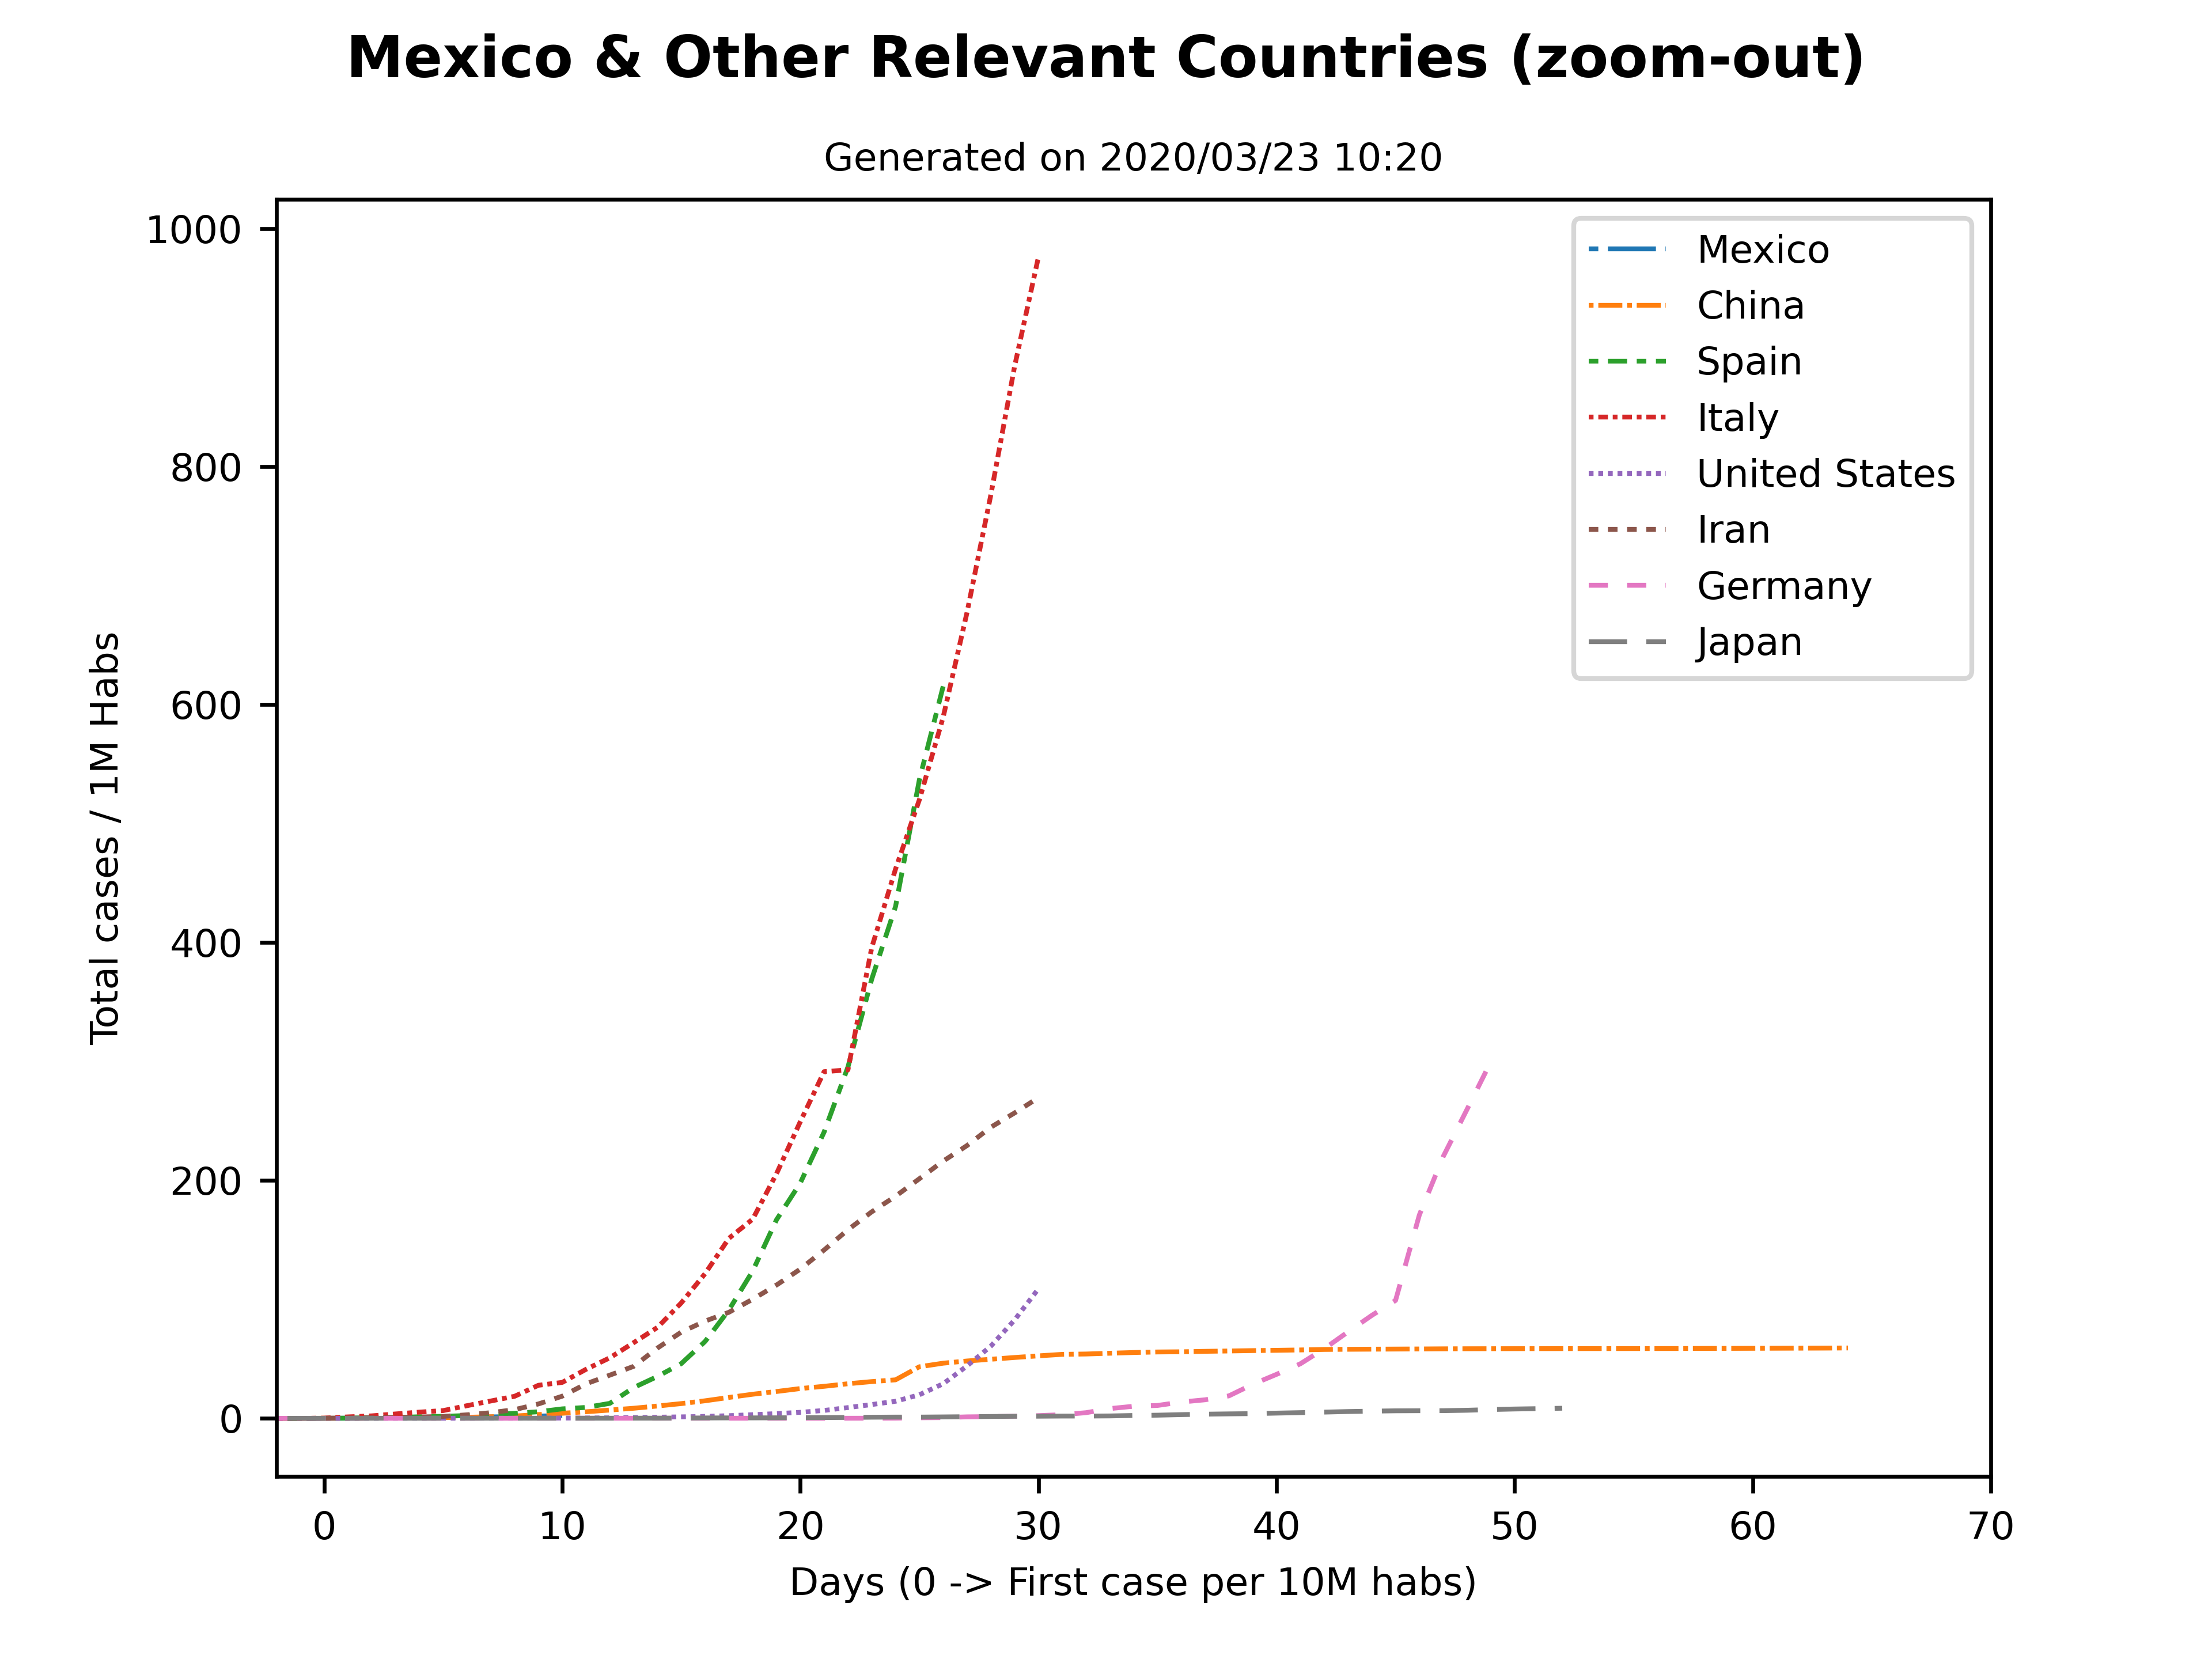 Mexico & Other Relevant Countries (zoom-out)
Generated on 2020/03/23 10:20
1000
800
600
400
200
0
Total cases / 1M Habs
Mexico
China
Spain
Italy
United States
Iran
Germany
Japan
0 10 20 30 40 50 60 70
Days (0 -> First case per 10M habs)